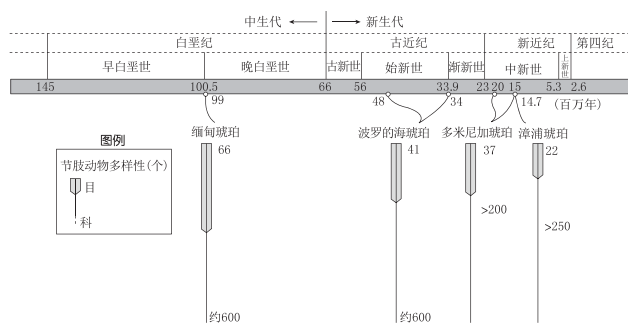 中生代 新生代
白垩纪 古近纪 新近纪 第四纪
早白垩世 晚白垩世 古新世 始新世 渐新世 中新世 上新世
145 100.5 66 56 33.9 23 20 15 5.3 2.6
99 48 34 14.7 (百万年)
图例
节肢动物多样性(个)
目
科
缅甸琥珀 波罗的海琥珀 多米尼加琥珀 漳浦琥珀
66 41 37 22
>200
>250
约600 约600